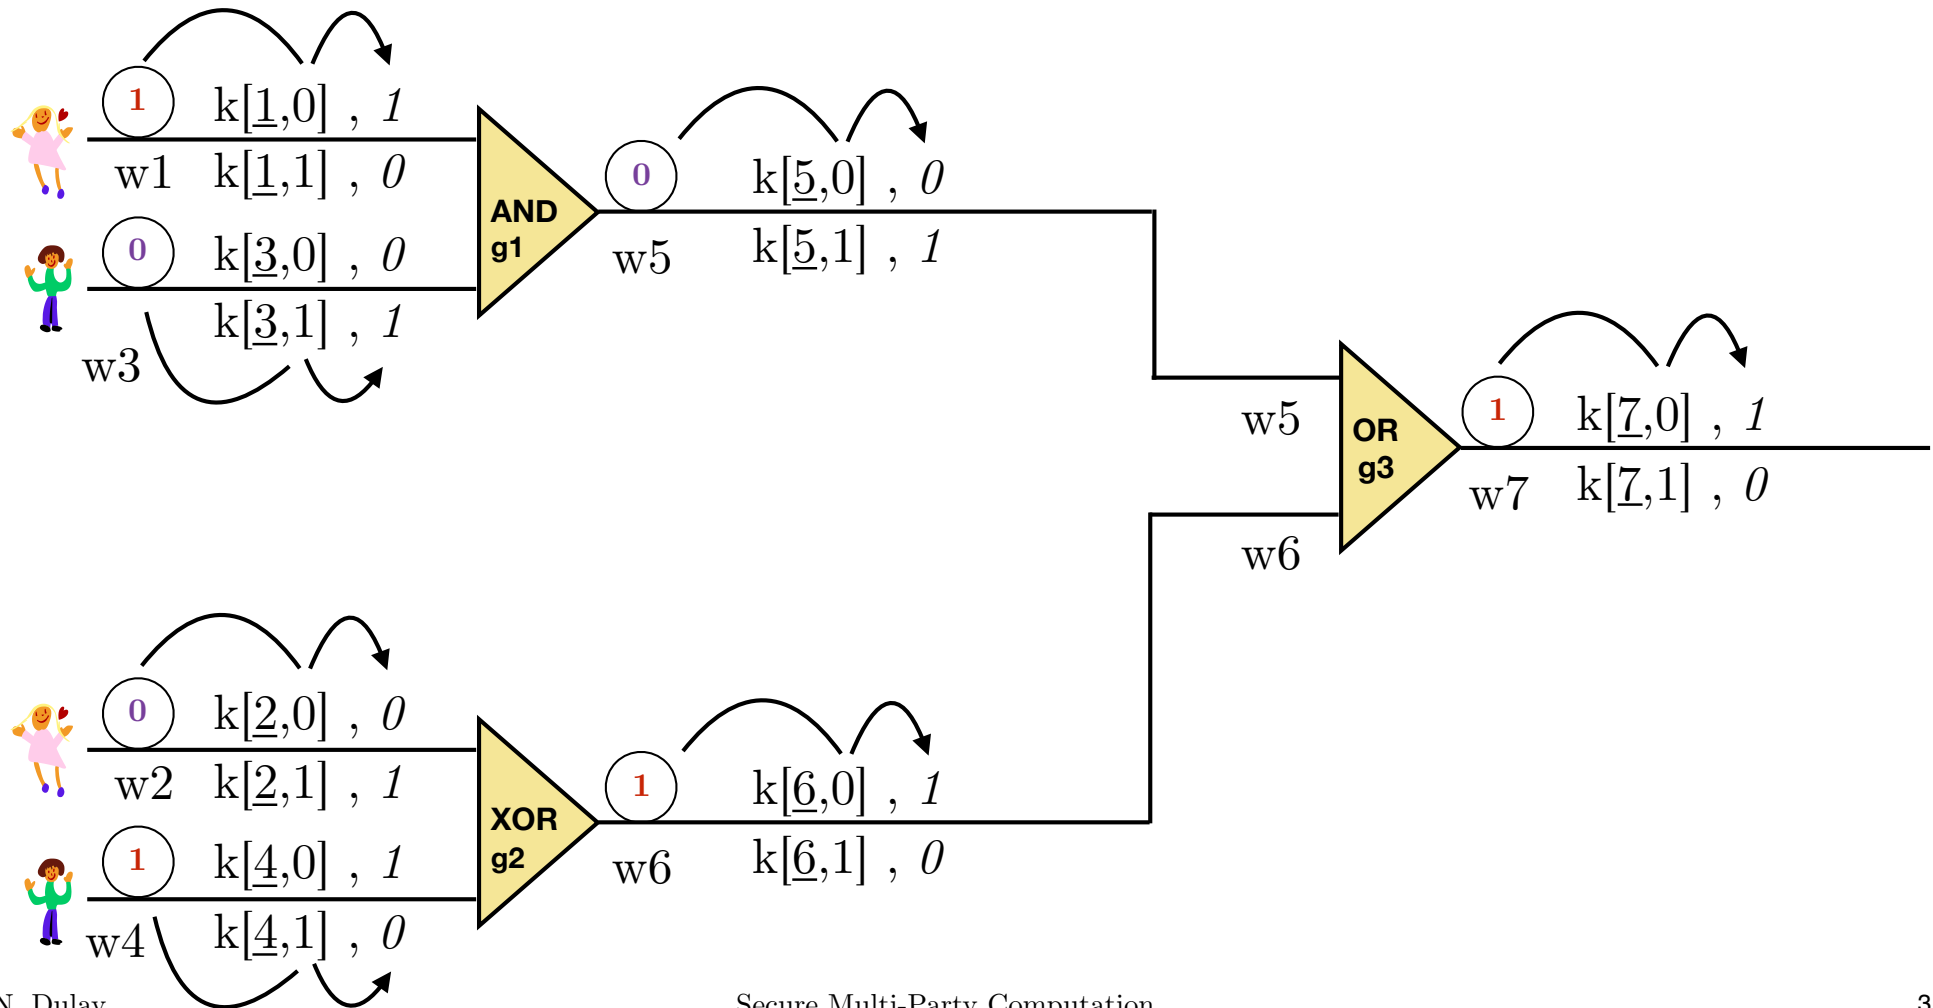 1 k[1,0] , 1
w1 k[1,1] , 0
0 k[3,0] , 0
k[3,1] , 1
w3
AND
g1
0 k[5,0] , 0
w5 k[5,1] , 1
w5
w6
OR
g3
1 k[7,0] , 1
w7 k[7,1] , 0
0 k[2,0] , 0
w2 k[2,1] , 1
1 k[4,0] , 1
w4 k[4,1] , 0
XOR
g2
1 k[6,0] , 1
w6 k[6,1] , 0
N. Dulay Secure Multi-Party Computation 3